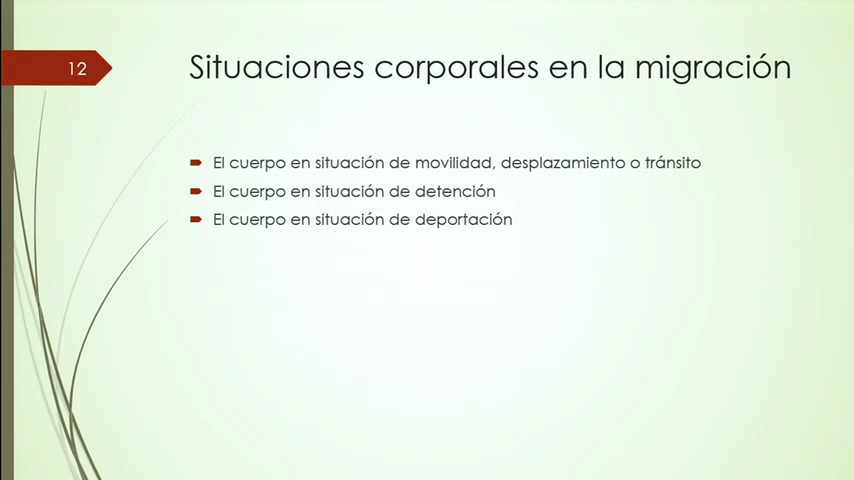 12
Situaciones corporales en la migración
El cuerpo en situación de movilidad, desplazamiento o tránsito
El cuerpo en situación de detención
El cuerpo en situación de deportación